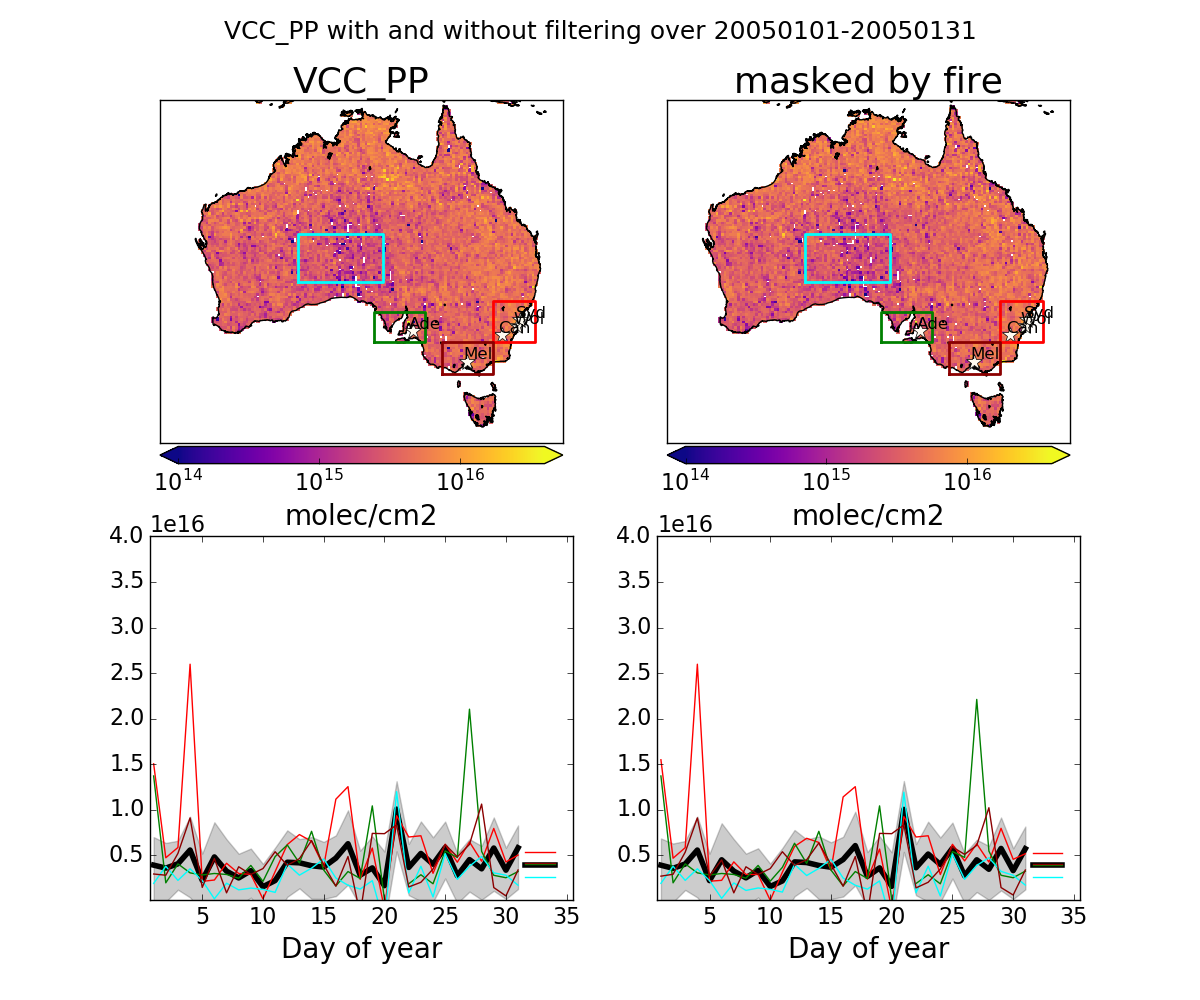 VCC_PP with and without filtering over 20050101-20050131
VCC_PP
masked by fire
Ade
Syd
Wol
Can
Mel
Ade
Syd
Wol
Can
Mel
10^14 10^15 10^16
10^14 10^15 10^16
molec/cm2
molec/cm2
1e16
4.0
3.5
3.0
2.5
2.0
1.5
1.0
0.5
5 10 15 20 25 30 35
Day of year
1e16
4.0
3.5
3.0
2.5
2.0
1.5
1.0
0.5
5 10 15 20 25 30 35
Day of year